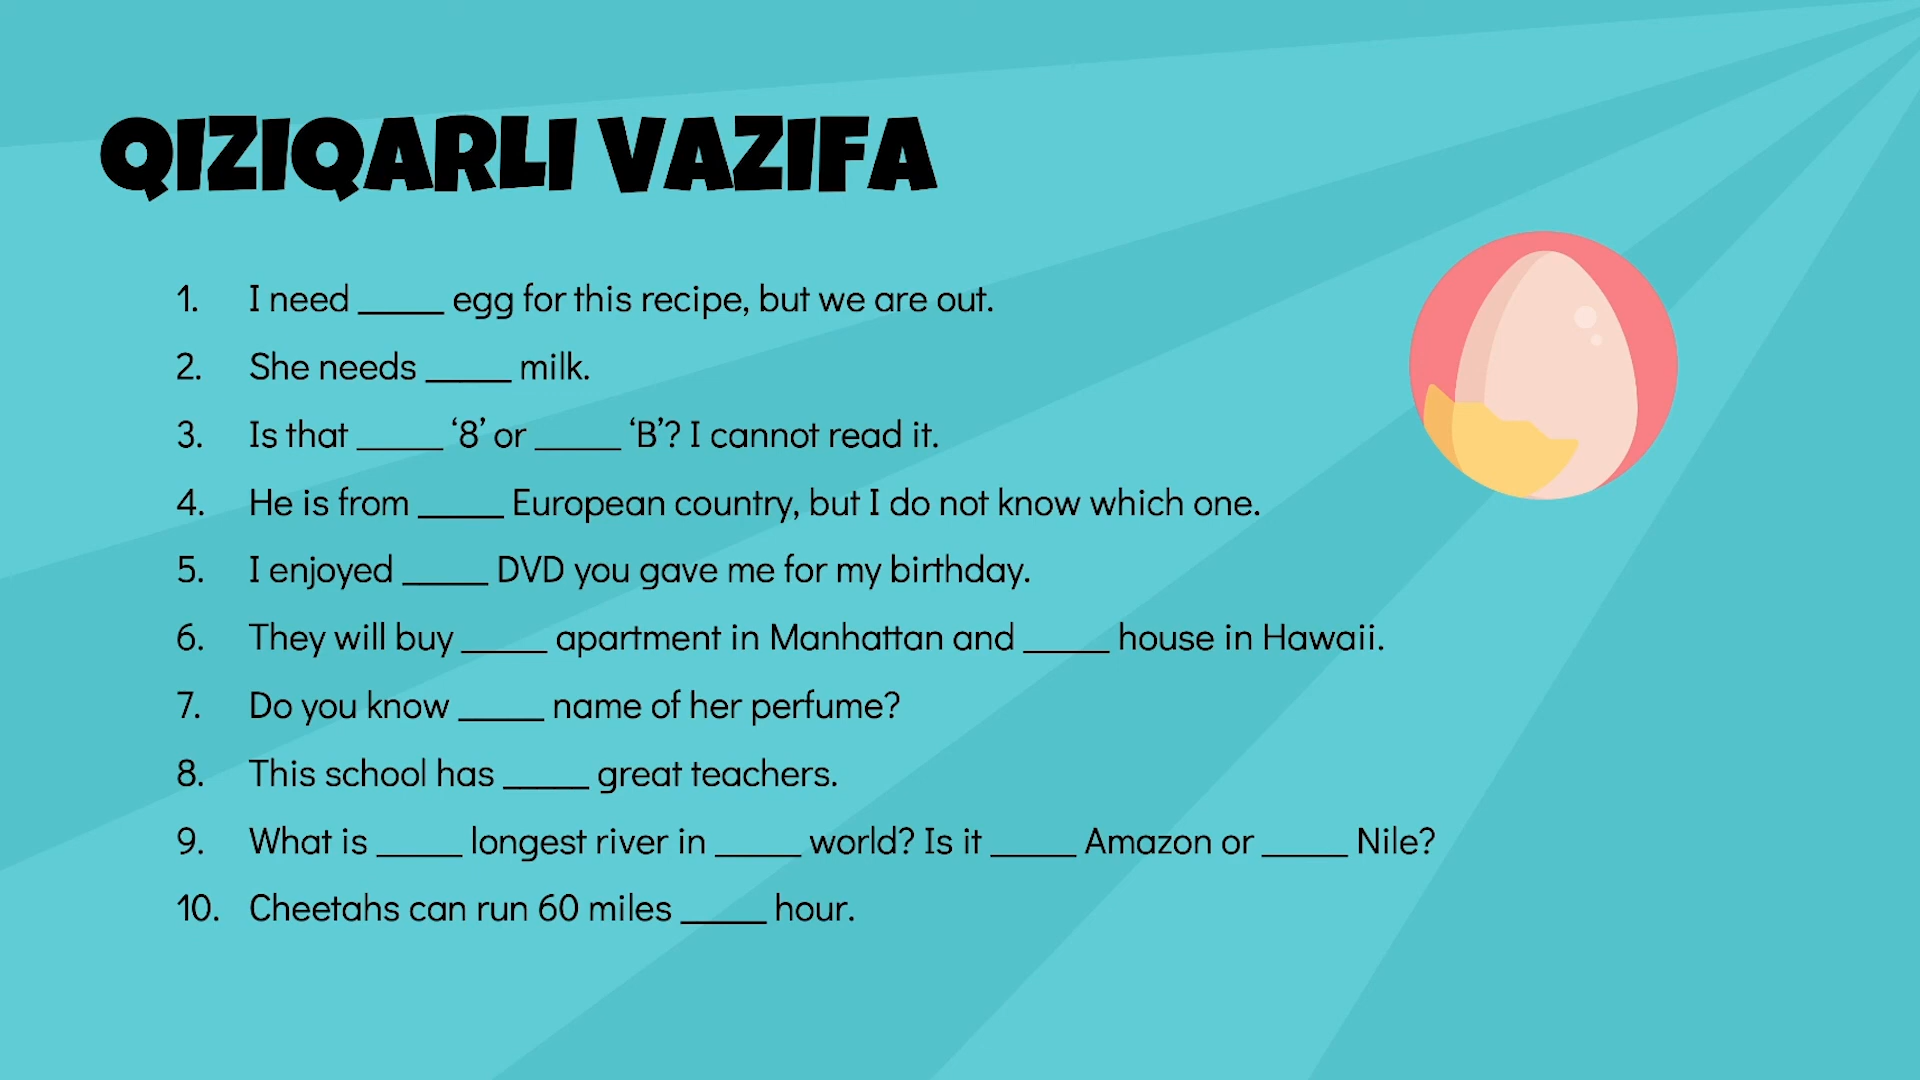 QIZIQARLI VAZIFA
1. I need _____ egg for this recipe, but we are out.
2. She needs _____ milk.
3. Is that _____ ‘8’ or _____ ‘B’? I cannot read it.
4. He is from _____ European country, but I do not know which one.
5. I enjoyed _____ DVD you gave me for my birthday.
6. They will buy _____ apartment in Manhattan and _____ house in Hawaii.
7. Do you know _____ name of her perfume?
8. This school has _____ great teachers.
9. What is _____ longest river in _____ world? Is it _____ Amazon or _____ Nile?
10. Cheetahs can run 60 miles _____ hour.